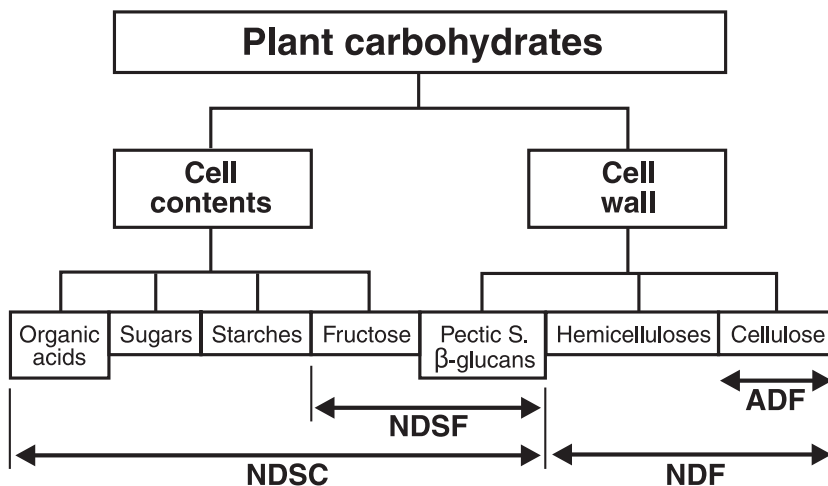 Plant carbohydrates
Cell
contents
Cell
wall
Organic
acids
Sugars
Starches
Fructose
Pectic S.
β-glucans
Hemicelluloses
Cellulose
ADF
NDSF
NDSC
NDF